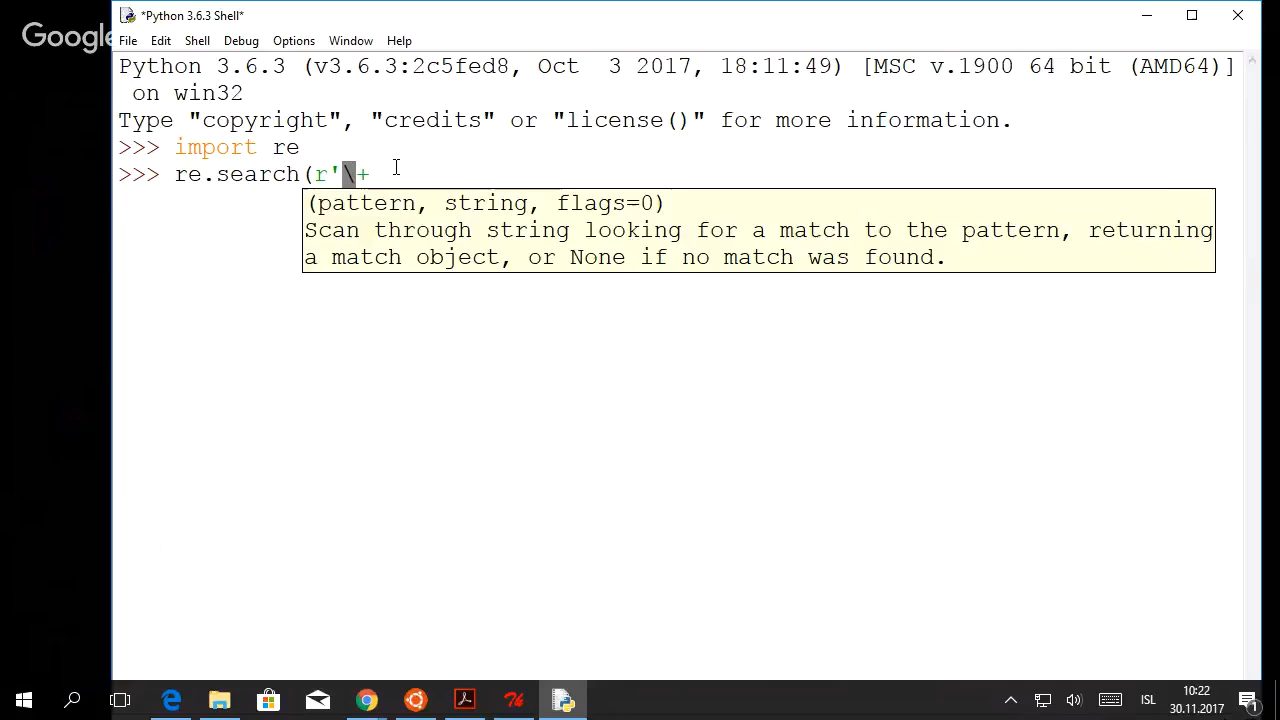 *Python 3.6.3 Shell*
Google
File Edit Shell Debug Options Window Help
Python 3.6.3 (v3.6.3:2c5fed8, Oct  3 2017, 18:11:49) [MSC v.1900 64 bit (AMD64)]
 on win32
Type "copyright", "credits" or "license()" for more information.
>>> import re
>>> re.search(r'\+
(pattern, string, flags=0)
Scan through string looking for a match to the pattern, returning
a match object, or None if no match was found.
ISL
10:22
30.11.2017
1